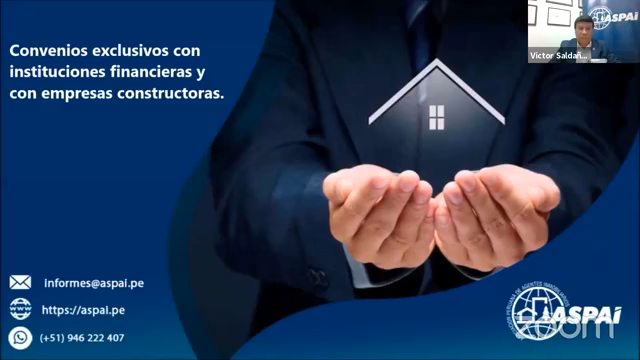 Convenios exclusivos con
instituciones financieras y
con empresas constructoras.
ASPAi
Victor Saldañ...
informes@aspai.pe
https://aspai.pe
(+51) 946 222 407
ASPAi
zoom